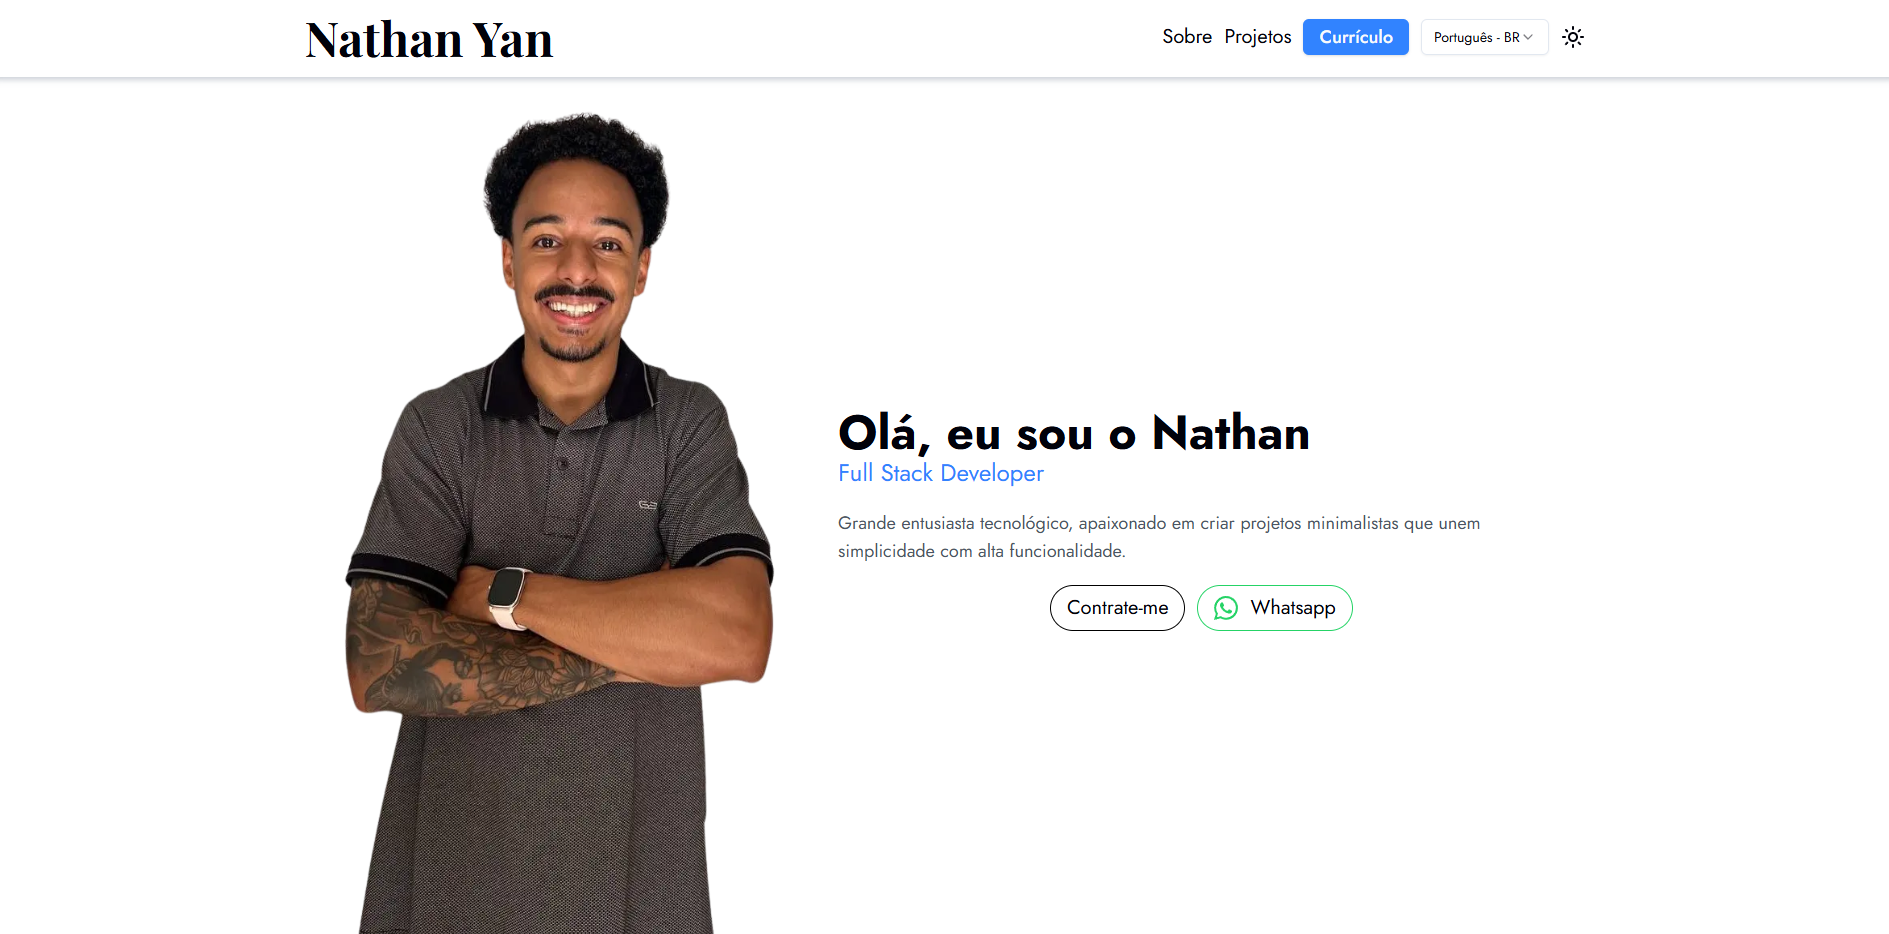 Nathan Yan
Sobre Projetos Currículo Português - BR
Olá, eu sou o Nathan
Full Stack Developer
Grande entusiasta tecnológico, apaixonado em criar projetos minimalistas que unem
simplicidade com alta funcionalidade.
Contrate-me Whatsapp